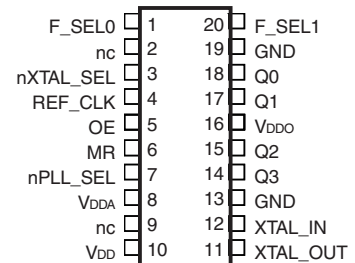 F_SEL0 1 20 F_SEL1
nc 2 19 GND
nXTAL_SEL 3 18 Q0
REF_CLK 4 17 Q1
OE 5 16 VDDO
MR 6 15 Q2
nPLL_SEL 7 14 Q3
VDDA 8 13 GND
nc 9 12 XTAL_IN
VDD 10 11 XTAL_OUT